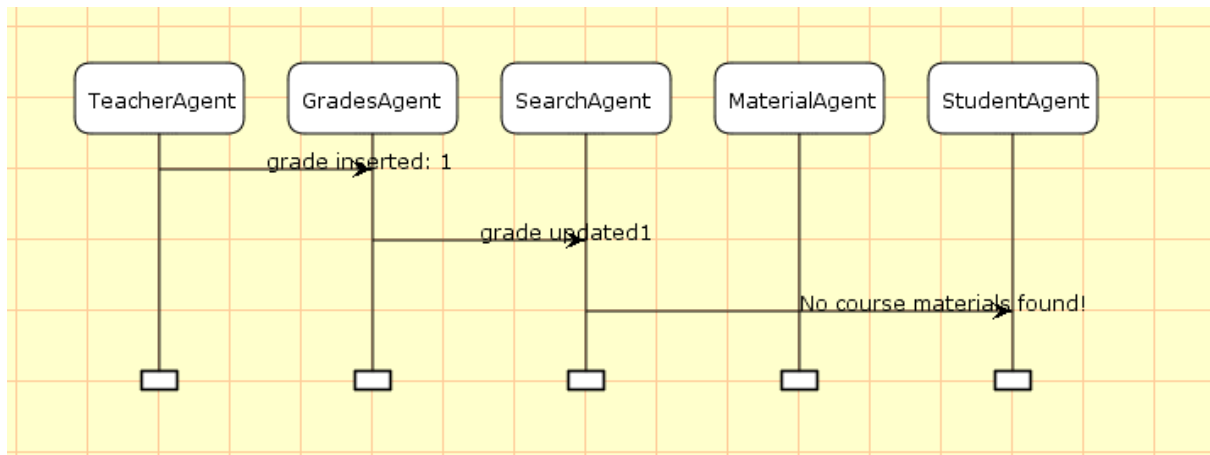 TeacherAgent GradesAgent SearchAgent MaterialAgent StudentAgent
grade inserted: 1
grade updated1
No course materials found!